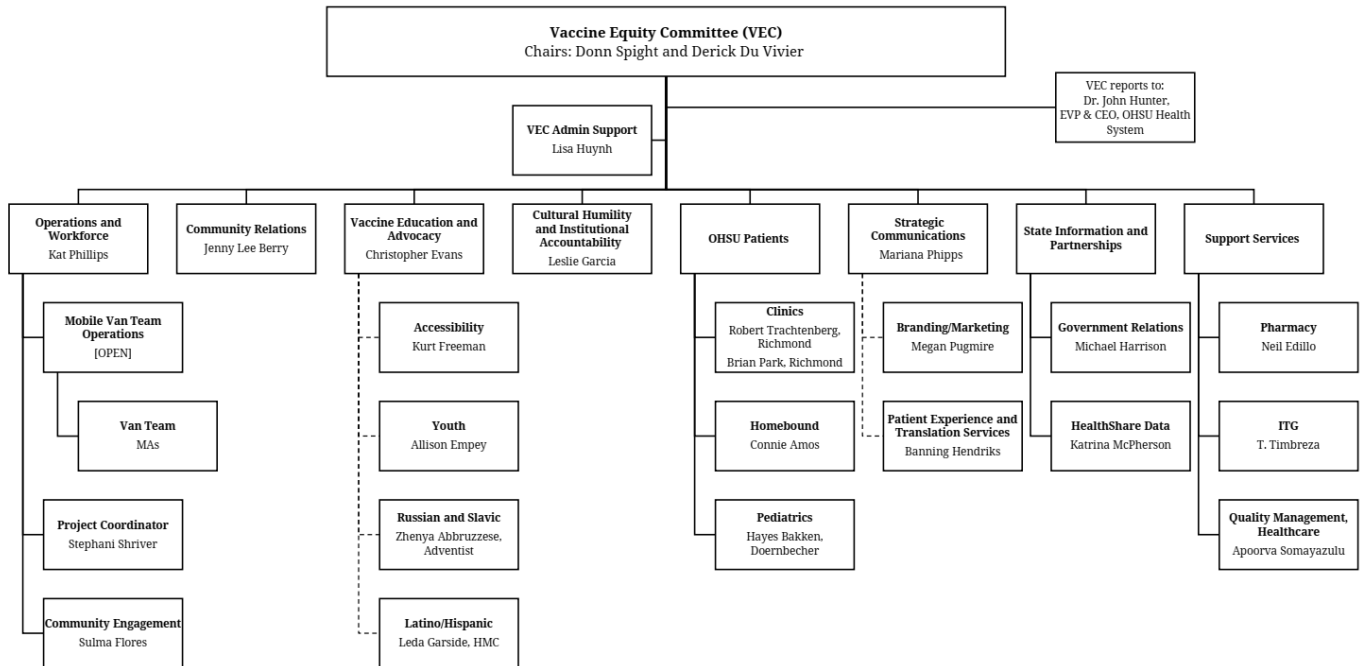 Vaccine Equity Committee (VEC)
Chairs: Donn Spight and Derick Du Vivier
VEC reports to:
Dr. John Hunter,
EVP & CEO, OHSU Health
System
VEC Admin Support
Lisa Huynh
Operations and
Workforce
Kat Phillips
Community Relations
Jenny Lee Berry
Vaccine Education and
Advocacy
Christopher Evans
Cultural Humility
and Institutional
Accountability
Leslie Garcia
OHSU Patients
Strategic
Communications
Mariana Phipps
State Information and
Partnerships
Support Services
Mobile Van Team
Operations
[OPEN]
Van Team
MAs
Project Coordinator
Stephani Shriver
Community Engagement
Sulma Flores
Accessibility
Kurt Freeman
Youth
Allison Empey
Russian and Slavic
Zhenya Abbruzzese,
Adventist
Latino/Hispanic
Leda Garside, HMC
Clinics
Robert Trachtenberg,
Richmond
Brian Park, Richmond
Homebound
Connie Amos
Pediatrics
Hayes Bakken,
Doernbecher
Branding/Marketing
Megan Pugmire
Patient Experience and
Translation Services
Banning Hendriks
Government Relations
Michael Harrison
HealthShare Data
Katrina McPherson
Pharmacy
Neil Edillo
ITG
T. Timbreza
Quality Management,
Healthcare
Apoorva Somayazulu